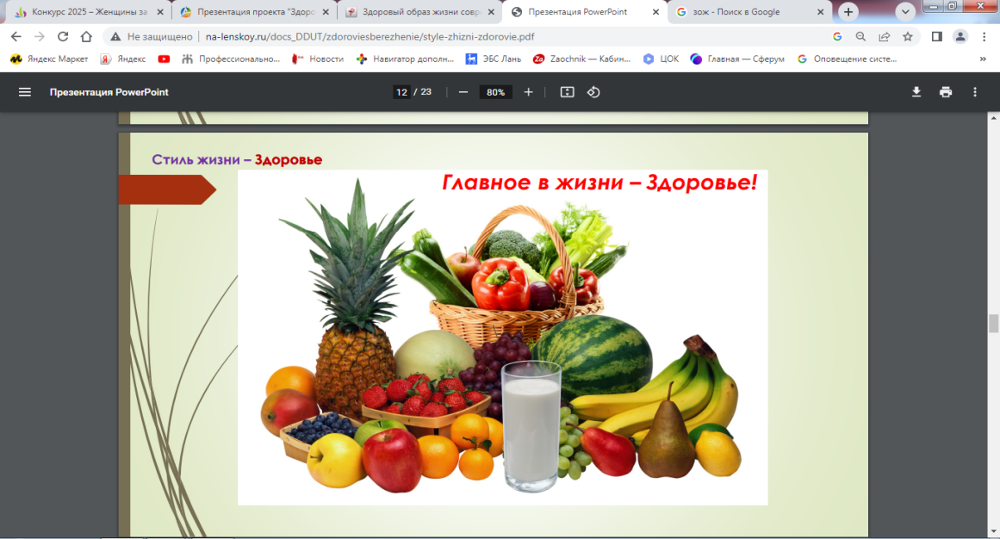 Конкурс 2025 – Женщины за
Презентация проекта "Здоро
Здоровый образ жизни совр
Презентация PowerPoint
зож - Поиск в Google
Не защищено | na-lenskoy.ru/docs_DDUT/zdoroviesberezhenie/style-zhizni-zdorovie.pdf
Яндекс Маркет
Яндекс
Профессионально...
Новости
Навигатор дополн...
ЭБС Лань
Zaochnik — Кабин...
ЦОК
Главная — Сферум
Оповещение систе...
Презентация PowerPoint
12 / 23
80%
Стиль жизни – Здоровье
Главное в жизни – Здоровье!